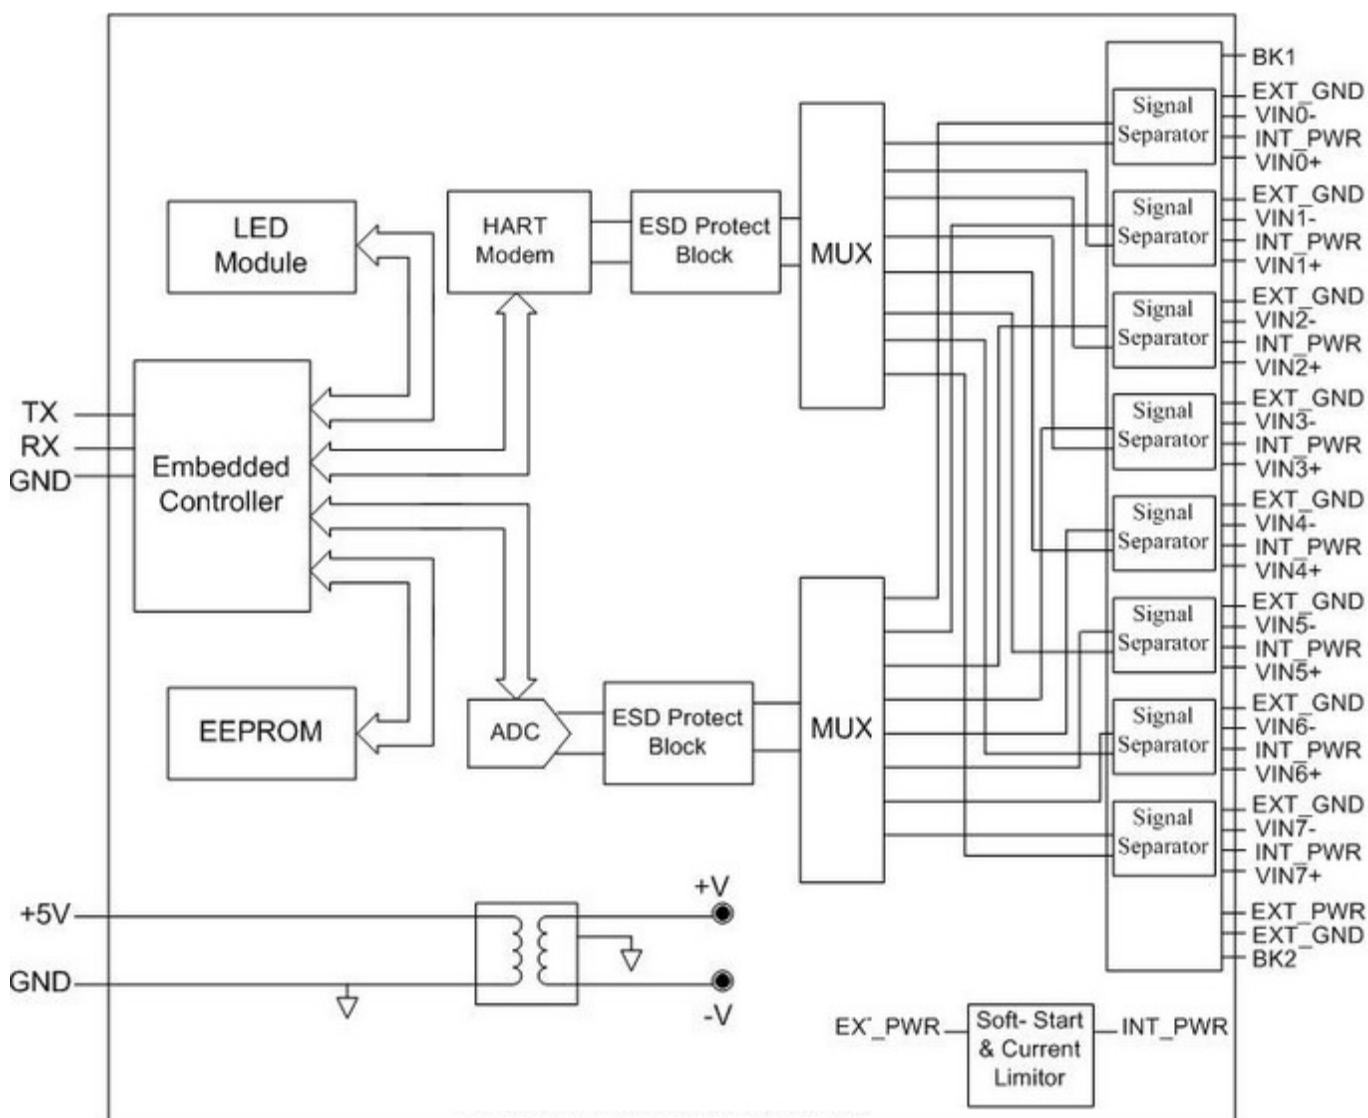 BK1
Signal
Separator
EXT_GND
VIN0-
INT_PWR
VIN0+
Signal
Separator
EXT_GND
VIN1-
INT_PWR
VIN1+
LED
Module
HART
Modem
ESD Protect
Block
MUX
Signal
Separator
EXT_GND
VIN2-
INT_PWR
VIN2+
Signal
Separator
EXT_GND
VIN3-
INT_PWR
VIN3+
TX
RX
GND
Embedded
Controller
Signal
Separator
EXT_GND
VIN4-
INT_PWR
VIN4+
Signal
Separator
EXT_GND
VIN5-
INT_PWR
VIN5+
EEPROM
ADC
ESD Protect
Block
MUX
Signal
Separator
EXT_GND
VIN6-
INT_PWR
VIN6+
Signal
Separator
EXT_GND
VIN7-
INT_PWR
VIN7+
+5V
GND
+V
-V
EXT_PWR
EXT_GND
BK2
Soft- Start
& Current
Limitor
INT_PWR